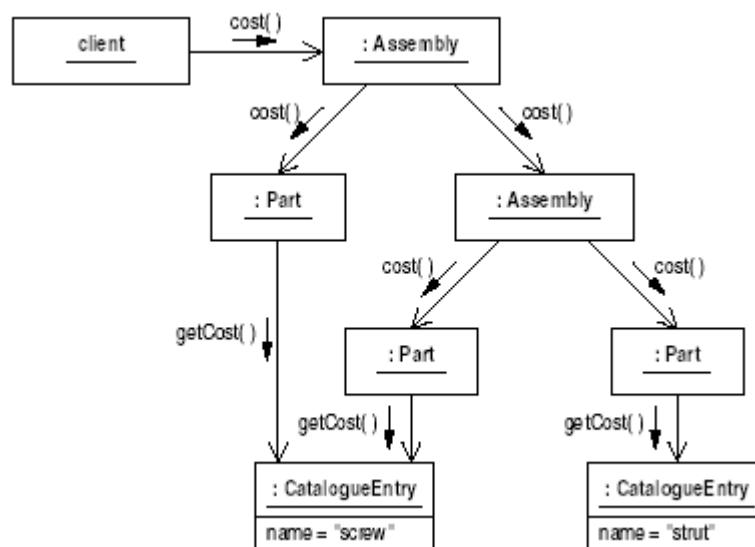 cost( )
client
: Assembly
cost( )
cost( )
: Part
: Assembly
cost( )
cost( )
getCost( )
: Part
: Part
getCost( )
getCost( )
: CatalogueEntry
: CatalogueEntry
name = "screw"
name = "strut"